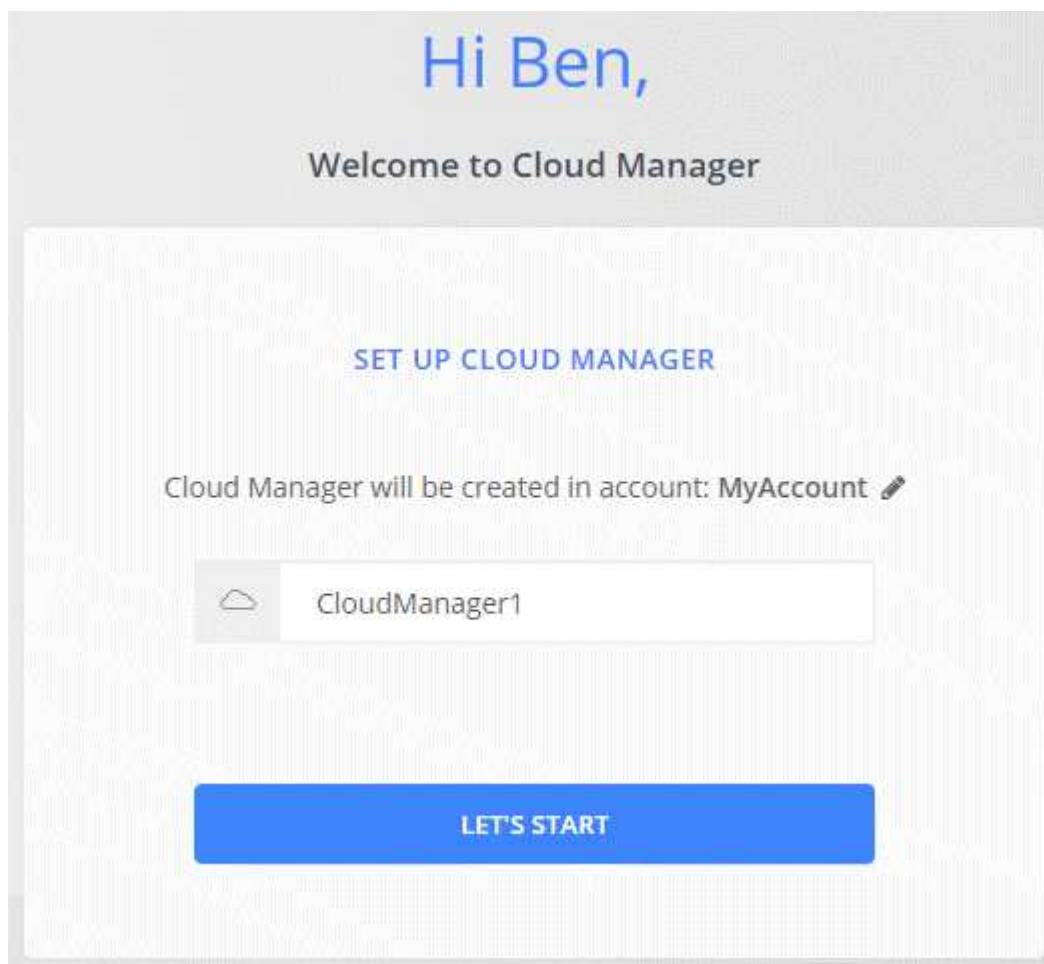 Hi Ben,
Welcome to Cloud Manager
SET UP CLOUD MANAGER
Cloud Manager will be created in account: MyAccount
CloudManager1
LET'S START